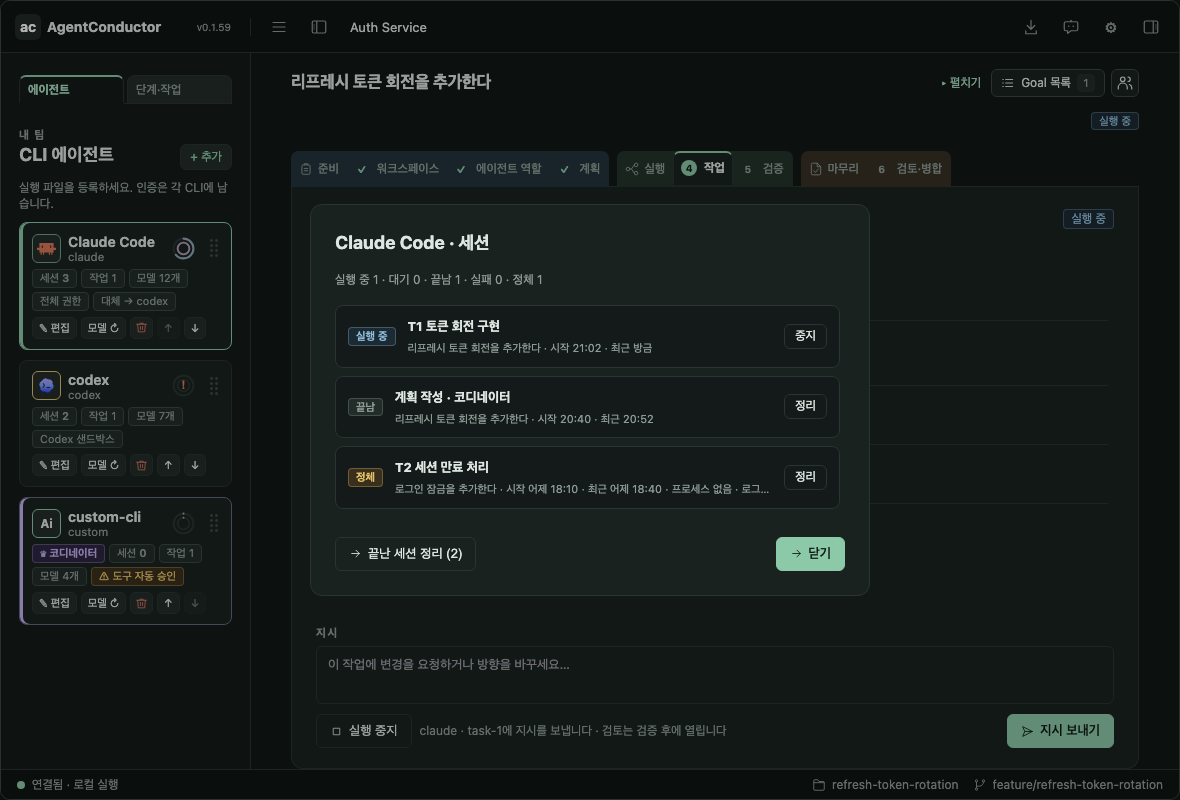 ac AgentConductor v0.1.59 Auth Service
리프레시 토큰 회전을 추가한다 ▸ 펼치기 Goal 목록 1
실행 중
에이전트 단계·작업
내 팀
CLI 에이전트 + 추가
실행 파일을 등록하세요. 인증은 각 CLI에 남
습니다.
Claude Code
claude
세션 3 작업 1 모델 12개
전체 권한 대체 → codex
✎ 편집 모델 ↻ ↑ ↓
codex
codex
!
세션 2 작업 1 모델 7개
Codex 샌드박스
✎ 편집 모델 ↻ ↑ ↓
Ai custom-cli
custom
♛ 코디네이터 세션 0 작업 1
모델 4개 ⚠ 도구 자동 승인
✎ 편집 모델 ↻ ↑ ↓
준비 ✓ 워크스페이스 ✓ 에이전트 역할 ✓ 계획 실행 4 작업 5 검증 마무리 6 검토·병합
실행 중
Claude Code · 세션
실행 중 1 · 대기 0 · 끝남 1 · 실패 0 · 정체 1
실행 중 T1 토큰 회전 구현 중지
리프레시 토큰 회전을 추가한다 · 시작 21:02 · 최근 방금
끝남 계획 작성 · 코디네이터 정리
리프레시 토큰 회전을 추가한다 · 시작 20:40 · 최근 20:52
정체 T2 세션 만료 처리 정리
로그인 잠금을 추가한다 · 시작 어제 18:10 · 최근 어제 18:40 · 프로세스 없음 · 로그...
→ 끝난 세션 정리 (2) → 닫기
지시
이 작업에 변경을 요청하거나 방향을 바꾸세요...
실행 중지 claude · task-1에 지시를 보냅니다 · 검토는 검증 후에 열립니다 지시 보내기
연결됨 · 로컬 실행 refresh-token-rotation feature/refresh-token-rotation